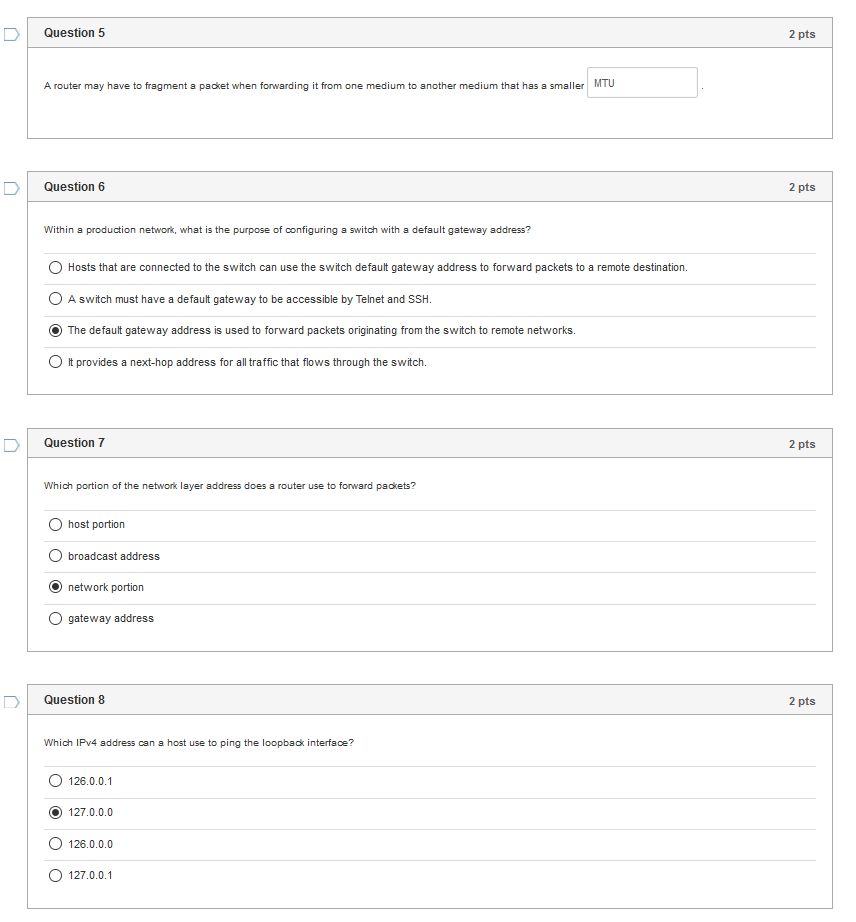 Question 5
2 pts
A router may have to fragment a packet when forwarding it from one medium to another medium that has a smaller MTU .
Question 6
2 pts
Within a production network, what is the purpose of configuring a switch with a default gateway address?
Hosts that are connected to the switch can use the switch default gateway address to forward packets to a remote destination.
A switch must have a default gateway to be accessible by Telnet and SSH.
The default gateway address is used to forward packets originating from the switch to remote networks.
It provides a next-hop address for all traffic that flows through the switch.
Question 7
2 pts
Which portion of the network layer address does a router use to forward packets?
host portion
broadcast address
network portion
gateway address
Question 8
2 pts
Which IPv4 address can a host use to ping the loopback interface?
126.0.0.1
127.0.0.0
126.0.0.0
127.0.0.1